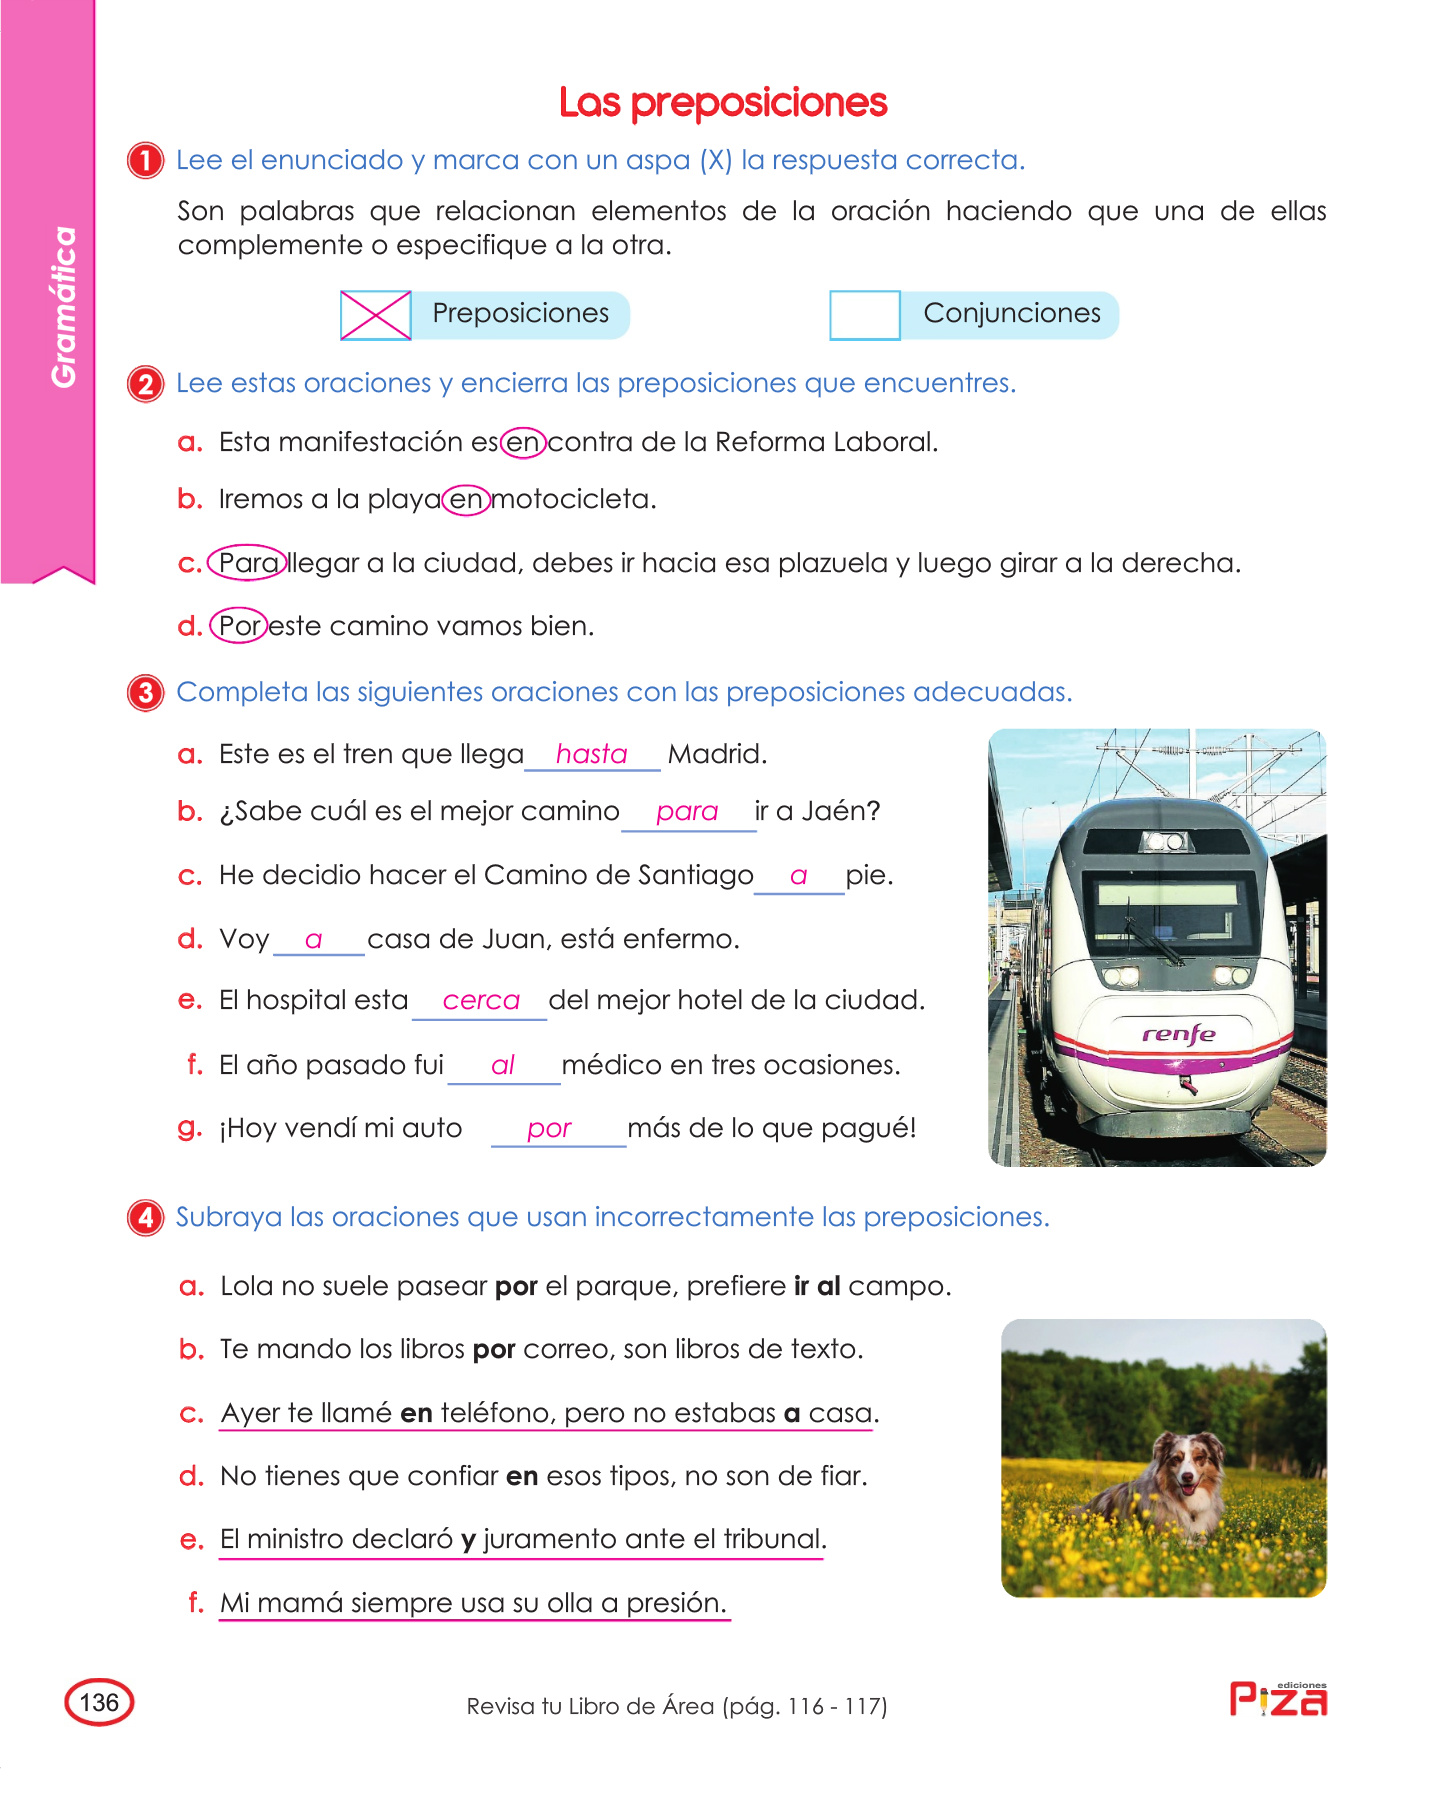 Gramática
Las preposiciones
1 Lee el enunciado y marca con un aspa (X) la respuesta correcta.
Son palabras que relacionan elementos de la oración haciendo que una de ellas
complemente o especifique a la otra.
Preposiciones Conjunciones
2 Lee estas oraciones y encierra las preposiciones que encuentres.
a. Esta manifestación es en contra de la Reforma Laboral.
b. Iremos a la playa en motocicleta.
c. Para llegar a la ciudad, debes ir hacia esa plazuela y luego girar a la derecha.
d. Por este camino vamos bien.
3 Completa las siguientes oraciones con las preposiciones adecuadas.
a. Este es el tren que llega hasta Madrid.
b. ¿Sabe cuál es el mejor camino para ir a Jaén?
c. He decidio hacer el Camino de Santiago a pie.
d. Voy a casa de Juan, está enfermo.
e. El hospital esta cerca del mejor hotel de la ciudad.
f. El año pasado fui al médico en tres ocasiones.
g. ¡Hoy vendí mi auto por más de lo que pagué!
renfe
4 Subraya las oraciones que usan incorrectamente las preposiciones.
a. Lola no suele pasear por el parque, prefiere ir al campo.
b. Te mando los libros por correo, son libros de texto.
c. Ayer te llamé en teléfono, pero no estabas a casa.
d. No tienes que confiar en esos tipos, no son de fiar.
e. El ministro declaró y juramento ante el tribunal.
f. Mi mamá siempre usa su olla a presión.
136
Revisa tu Libro de Área (pág. 116 - 117)
ediciones
Piza